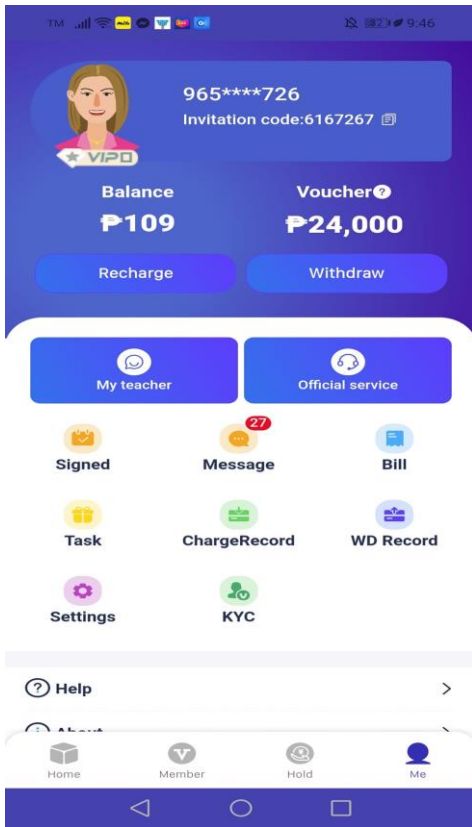 TM 9:46
965****726
Invitation code:6167267
VIP0
Balance Voucher?
₱109 ₱24,000
Recharge Withdraw
My teacher Official service
27
Signed Message Bill
Task ChargeRecord WD Record
Settings KYC
? Help >
Home Member Hold Me